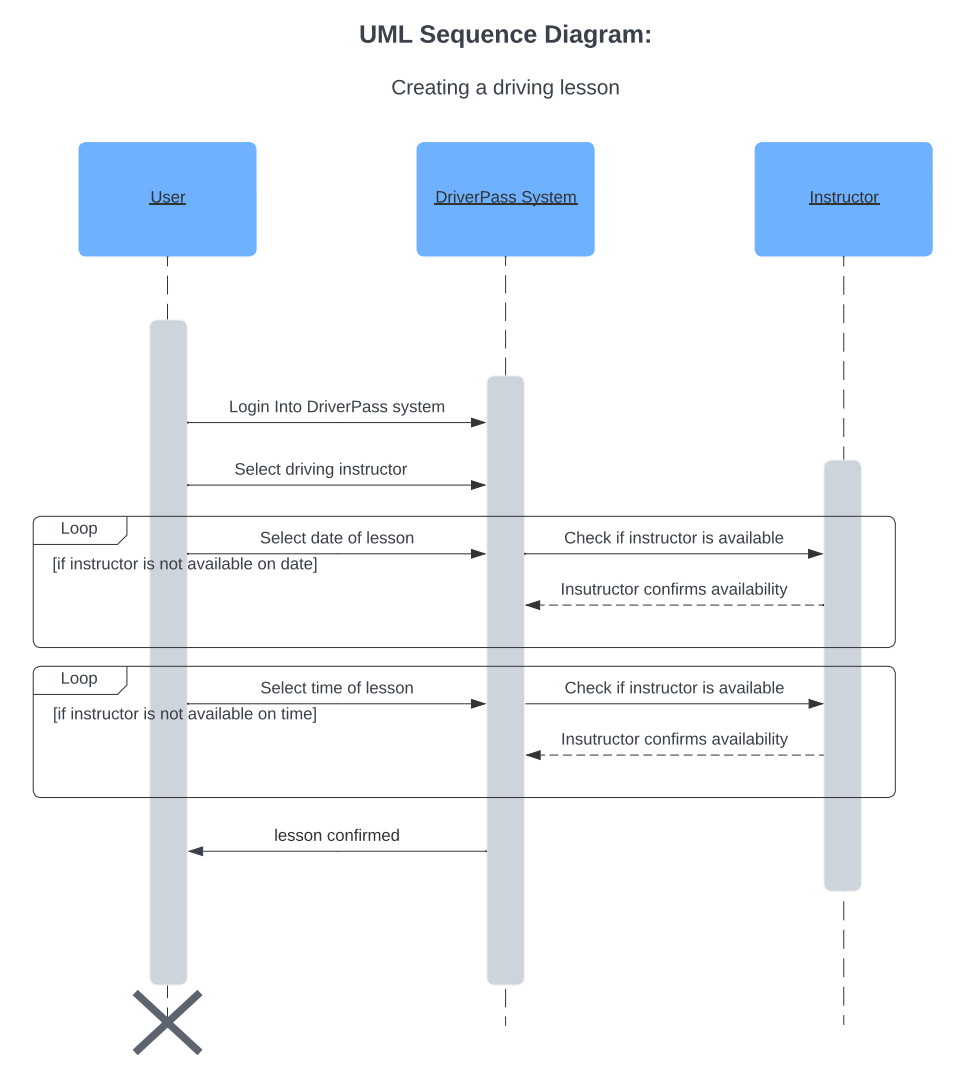 UML Sequence Diagram:
Creating a driving lesson
User
DriverPass System
Instructor
Login Into DriverPass system
Select driving instructor
Loop
Select date of lesson
Check if instructor is available
[if instructor is not available on date]
Insutructor confirms availability
Loop
Select time of lesson
Check if instructor is available
[if instructor is not available on time]
Insutructor confirms availability
lesson confirmed